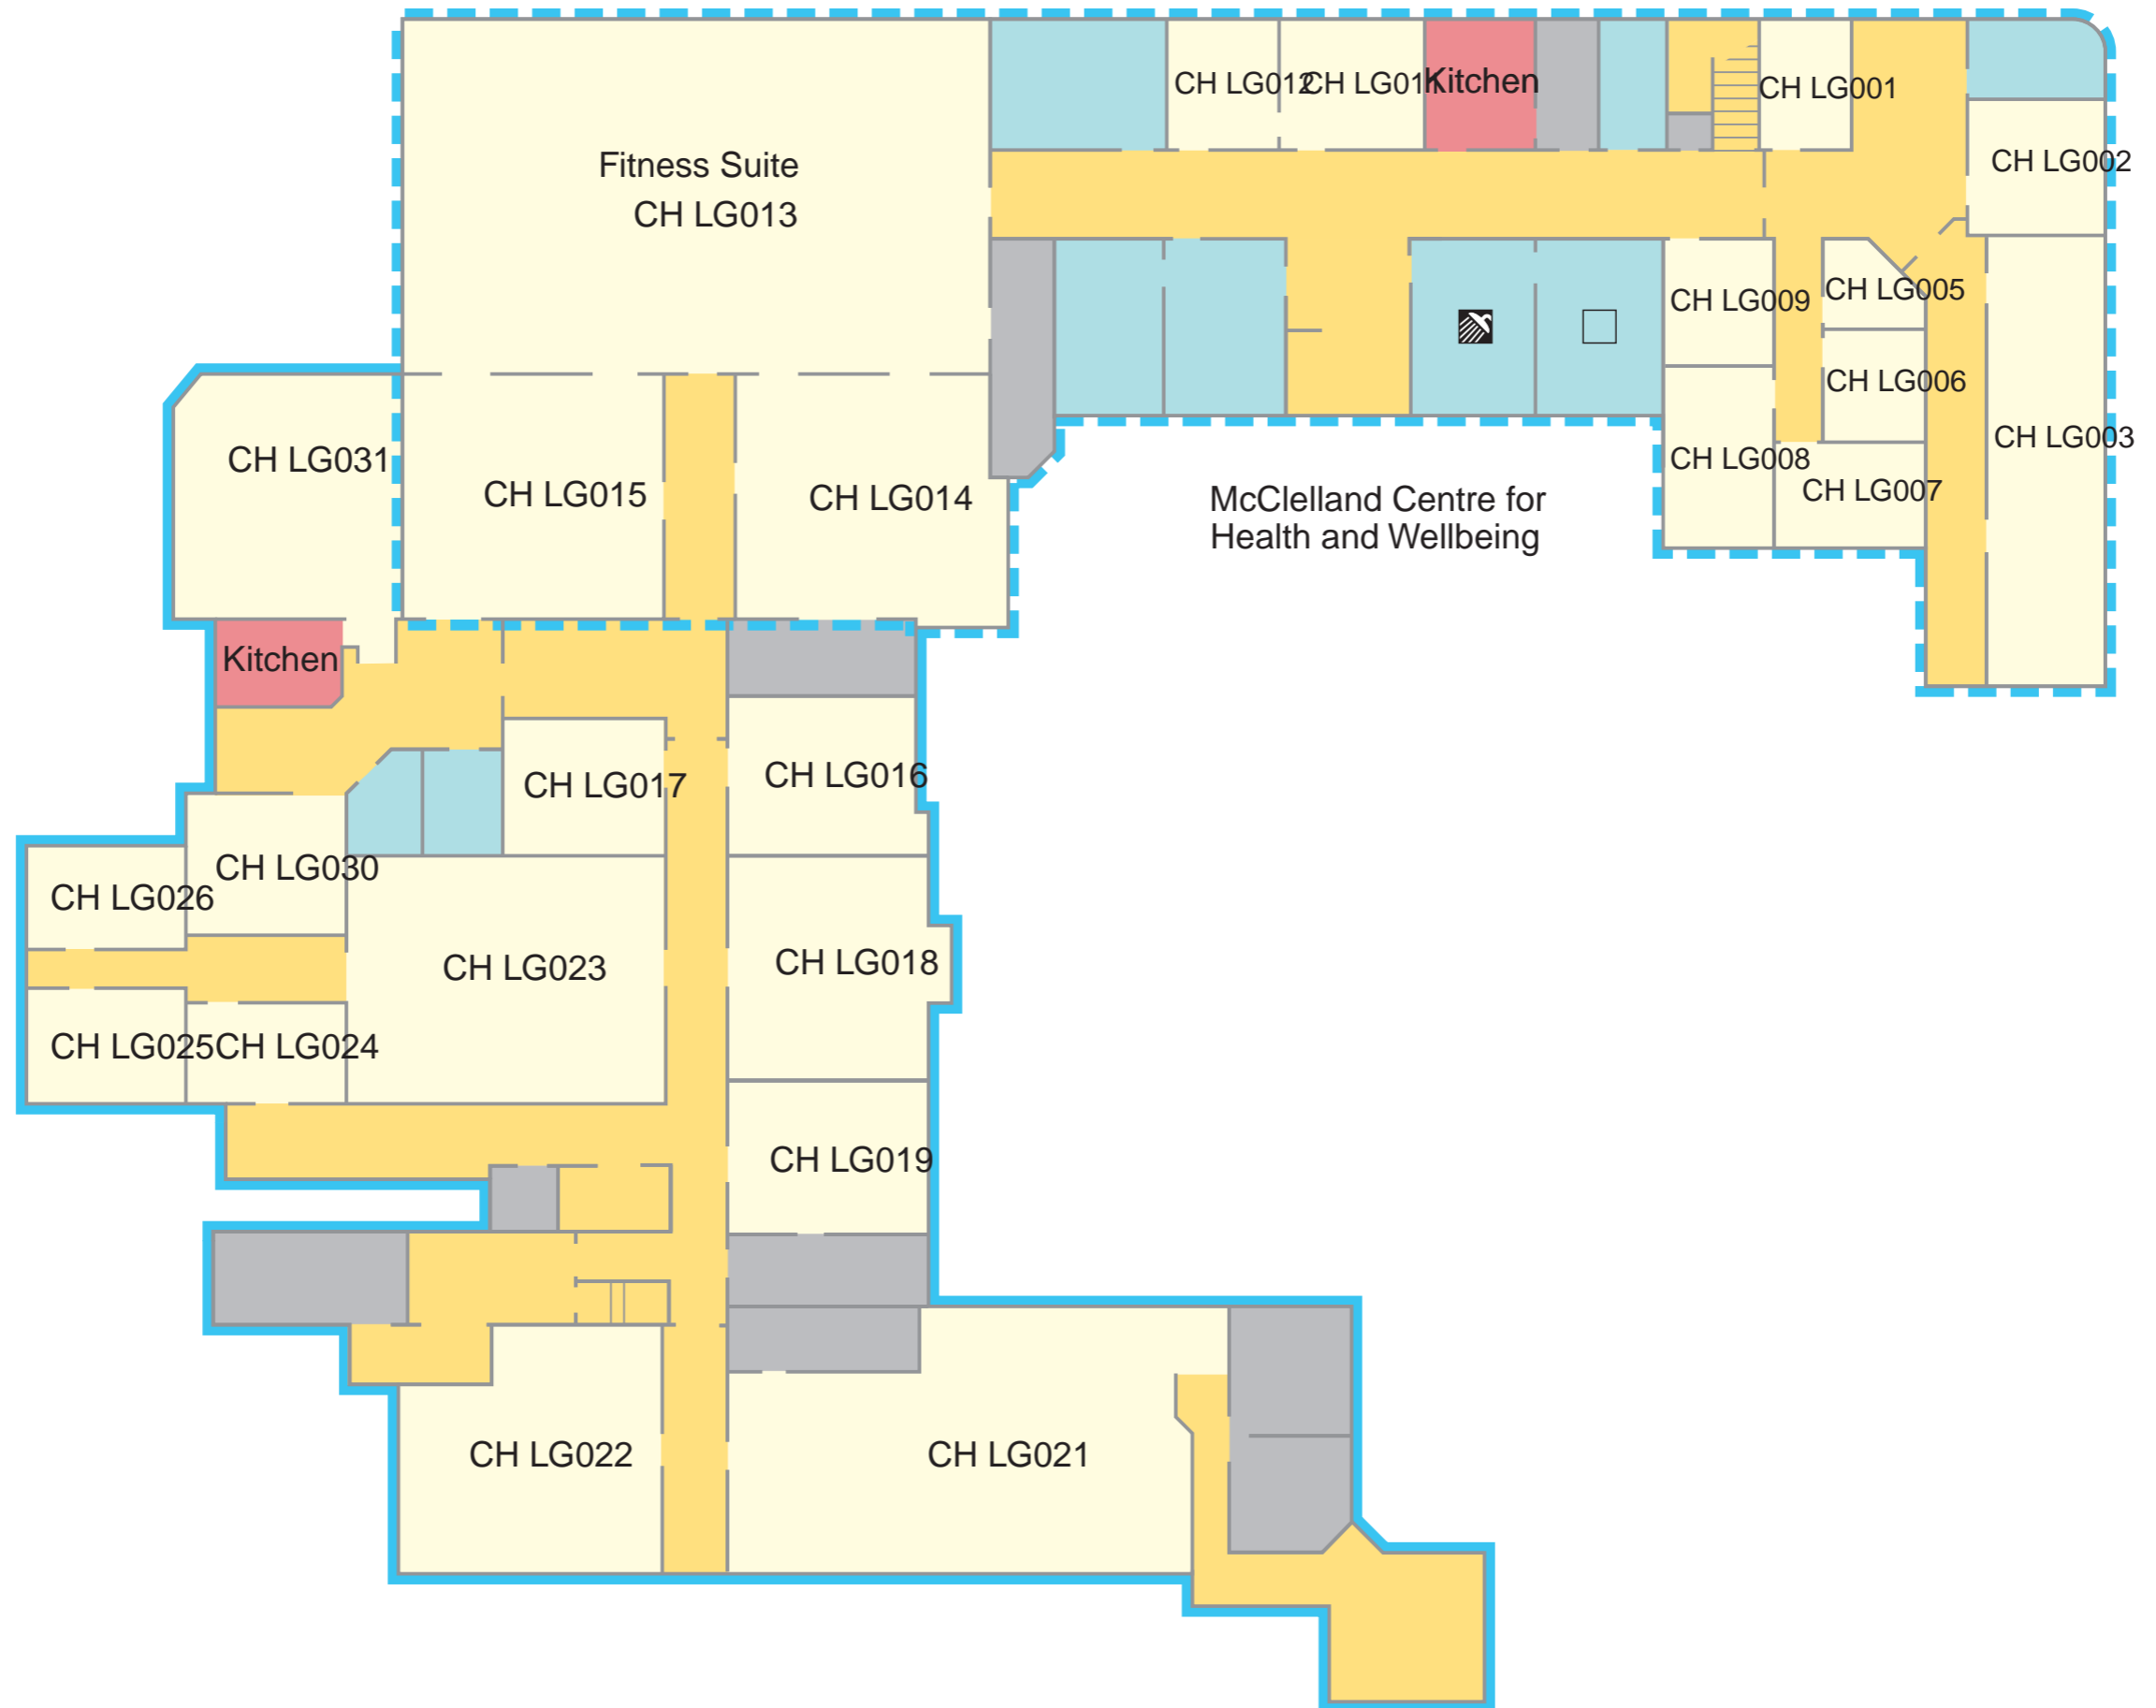 CH LG012
CH LG011
Kitchen
CH LG001
CH LG002
Fitness Suite
CH LG013
CH LG005
CH LG009
CH LG006
CH LG003
CH LG008
CH LG007
CH LG031
CH LG015
CH LG014
McClelland Centre for
Health and Wellbeing
Kitchen
CH LG017
CH LG016
CH LG030
CH LG026
CH LG023
CH LG018
CH LG025
CH LG024
CH LG019
CH LG022
CH LG021